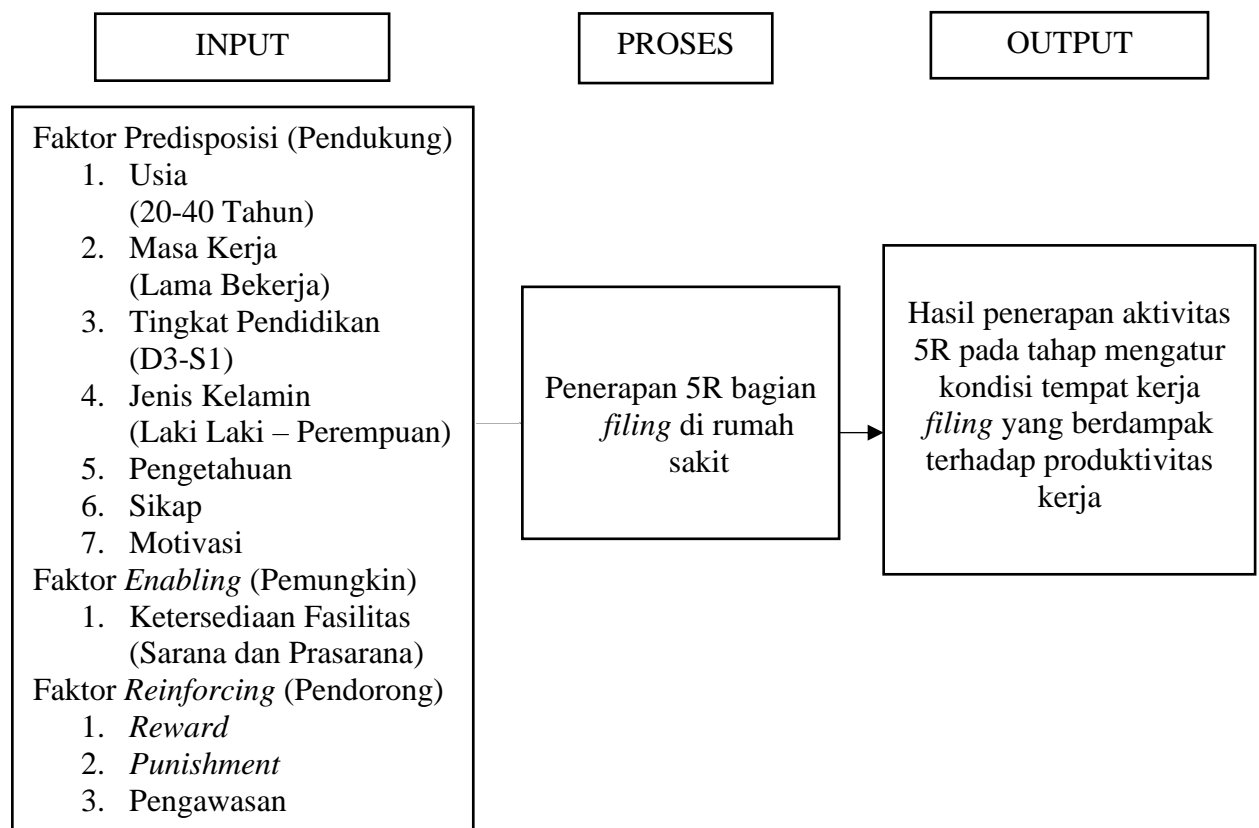 INPUT
PROSES
OUTPUT
Faktor Predisposisi (Pendukung)
1. Usia
(20-40 Tahun)
2. Masa Kerja
(Lama Bekerja)
3. Tingkat Pendidikan
(D3-S1)
4. Jenis Kelamin
(Laki Laki – Perempuan)
5. Pengetahuan
6. Sikap
7. Motivasi
Faktor Enabling (Pemungkin)
1. Ketersediaan Fasilitas
(Sarana dan Prasarana)
Faktor Reinforcing (Pendorong)
1. Reward
2. Punishment
3. Pengawasan
Penerapan 5R bagian
filing di rumah
sakit
Hasil penerapan aktivitas
5R pada tahap mengatur
kondisi tempat kerja
filing yang berdampak
terhadap produktivitas
kerja